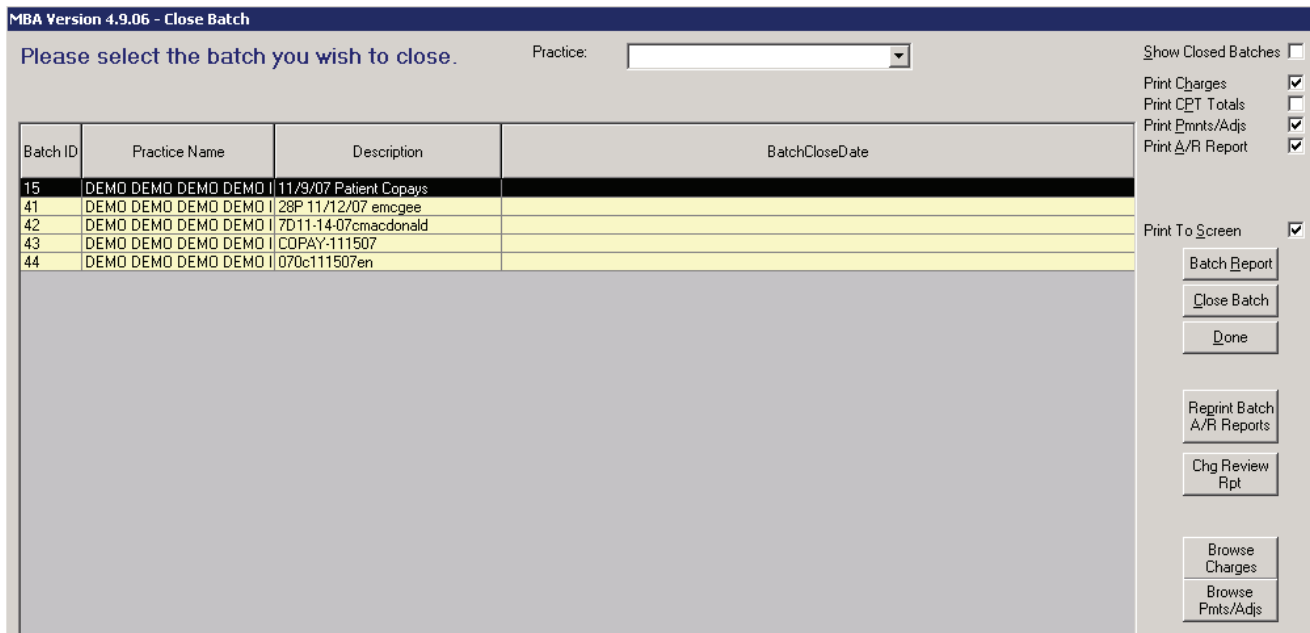 MBA Version 4.9.06 - Close Batch
Please select the batch you wish to close.
Practice:
Show Closed Batches
Print Charges
Print CPT Totals
Print Pmnts/Adjs
Print A/R Report
Batch ID Practice Name Description BatchCloseDate
15 DEMO DEMO DEMO DEMO I 11/9/07 Patient Copays
41 DEMO DEMO DEMO DEMO I 28P 11/12/07 emcgee
42 DEMO DEMO DEMO DEMO I 7D11-14-07cmacdonald
43 DEMO DEMO DEMO DEMO I COPAY-111507
44 DEMO DEMO DEMO DEMO I 070c111507en
Print To Screen
Batch Report
Close Batch
Done
Reprint Batch
A/R Reports
Chg Review
Rpt
Browse
Charges
Browse
Pmts/Adjs